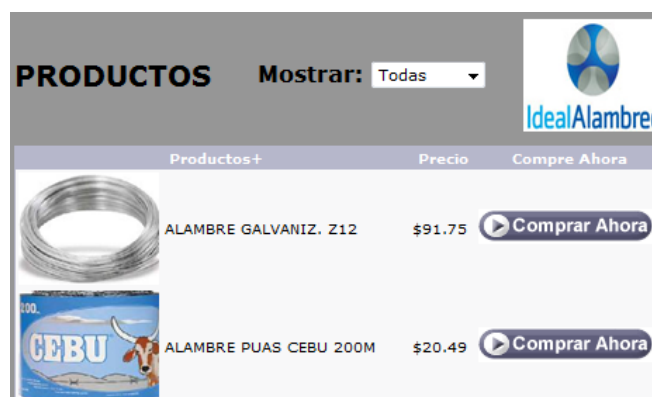 PRODUCTOS Mostrar: Todas
IdealAlambre
Productos+ Precio Compre Ahora
ALAMBRE GALVANIZ. Z12 $91.75 Comprar Ahora
200.
CEBU
ALAMBRE PUAS CEBU 200M $20.49 Comprar Ahora